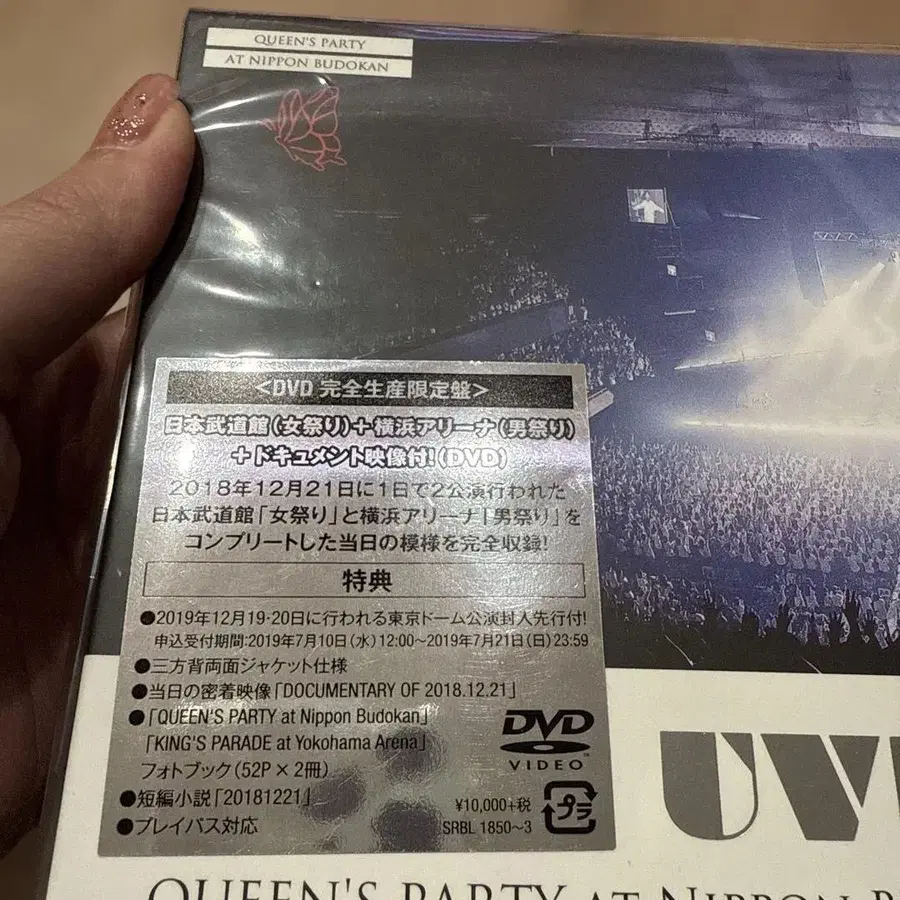 QUEEN'S PARTY
AT NIPPON BUDOKAN
<DVD 完全生産限定盤>
日本武道館(女祭り)+横浜アリーナ(男祭り)
+ドキュメント映像付!(DVD)
2018年12月21日に1日で2公演行われた
日本武道館「女祭り」と横浜アリーナ「男祭り」を
コンプリートした当日の模様を完全収録!
特典
●2019年12月19・20日に行われる東京ドーム公演封入先行付!
申込受付期間:2019年7月10日(水)12:00~2019年7月21日(日)23:59
●三方背両面ジャケット仕様
●当日の密着映像「DOCUMENTARY OF 2018.12.21」
●「QUEEN'S PARTY at Nippon Budokan」
「KING'S PARADE at Yokohama Arena」
フォトブック(52P×2冊)
●短編小説「20181221」
●プレイパス対応
DVD
VIDEO™
¥10,000+税
SRBL 1850~3
プラ
UV
QUEEN'S PARTY AT NIPPON B